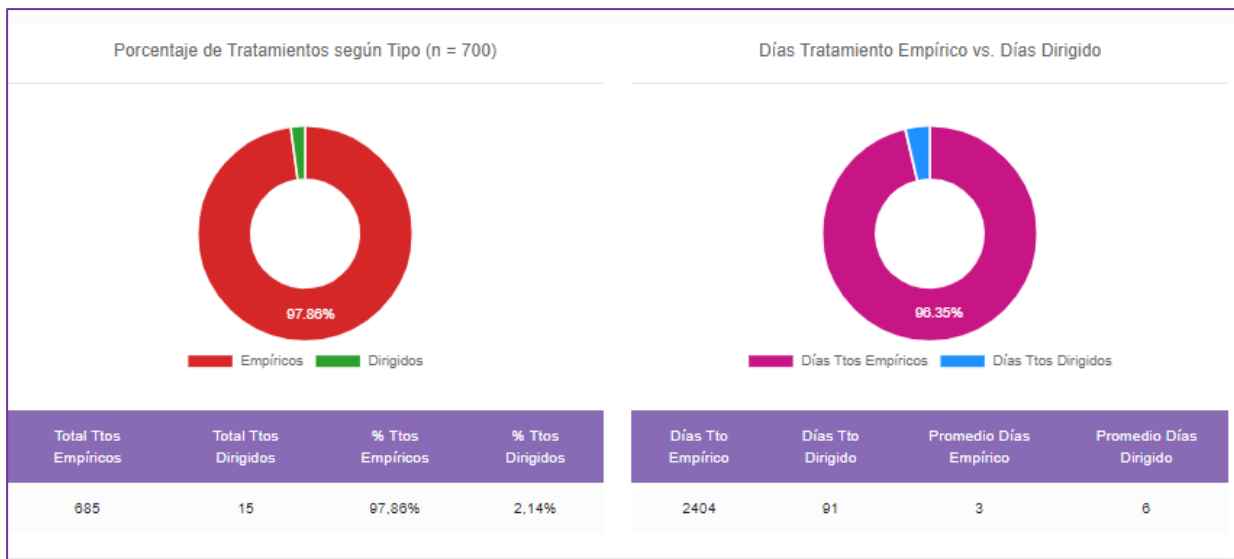 Porcentaje de Tratamientos según Tipo (n = 700)
97.86%
Empíricos Dirigidos
Total Ttos Empíricos
Total Ttos Dirigidos
% Ttos Empíricos
% Ttos Dirigidos
685 15 97,86% 2,14%
Días Tratamiento Empírico vs. Días Dirigido
96.35%
Días Ttos Empíricos Días Ttos Dirigidos
Días Tto Empírico
Días Tto Dirigido
Promedio Días Empírico
Promedio Días Dirigido
2404 91 3 6